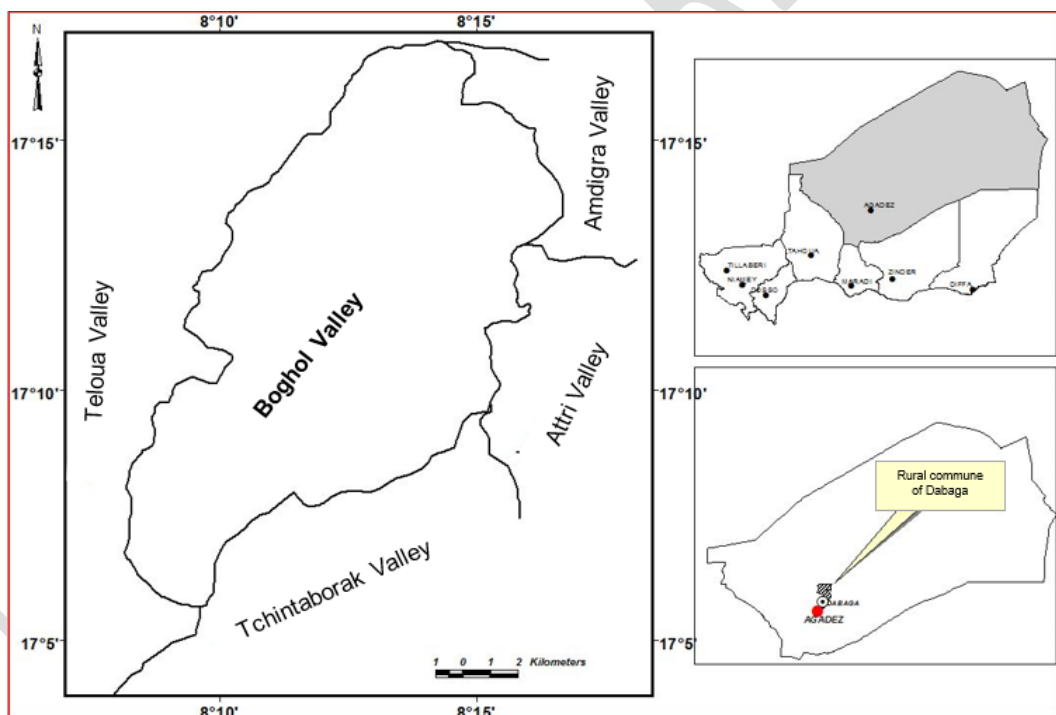 8°10'
8°15'
N
17°15'
17°15'
Amdigra Valley
Boghol Valley
Teloua Valley
17°10'
17°10'
Attri Valley
Tchintaborak Valley
17°5'
17°5'
1 0 1 2 Kilometers
8°10'
8°15'
AGADEZ
TAHOUA
TILLABERI
NIAMEY
DOSSO
MARADI
ZINDER
DIFFA
Rural commune
of Dabaga
DABAGA
AGADEZ